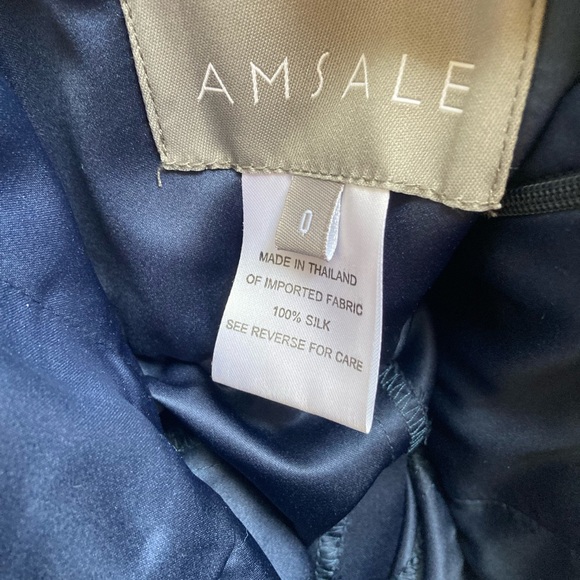 AMSALE
0
MADE IN THAILAND
OF IMPORTED FABRIC
100% SILK
SEE REVERSE FOR CARE